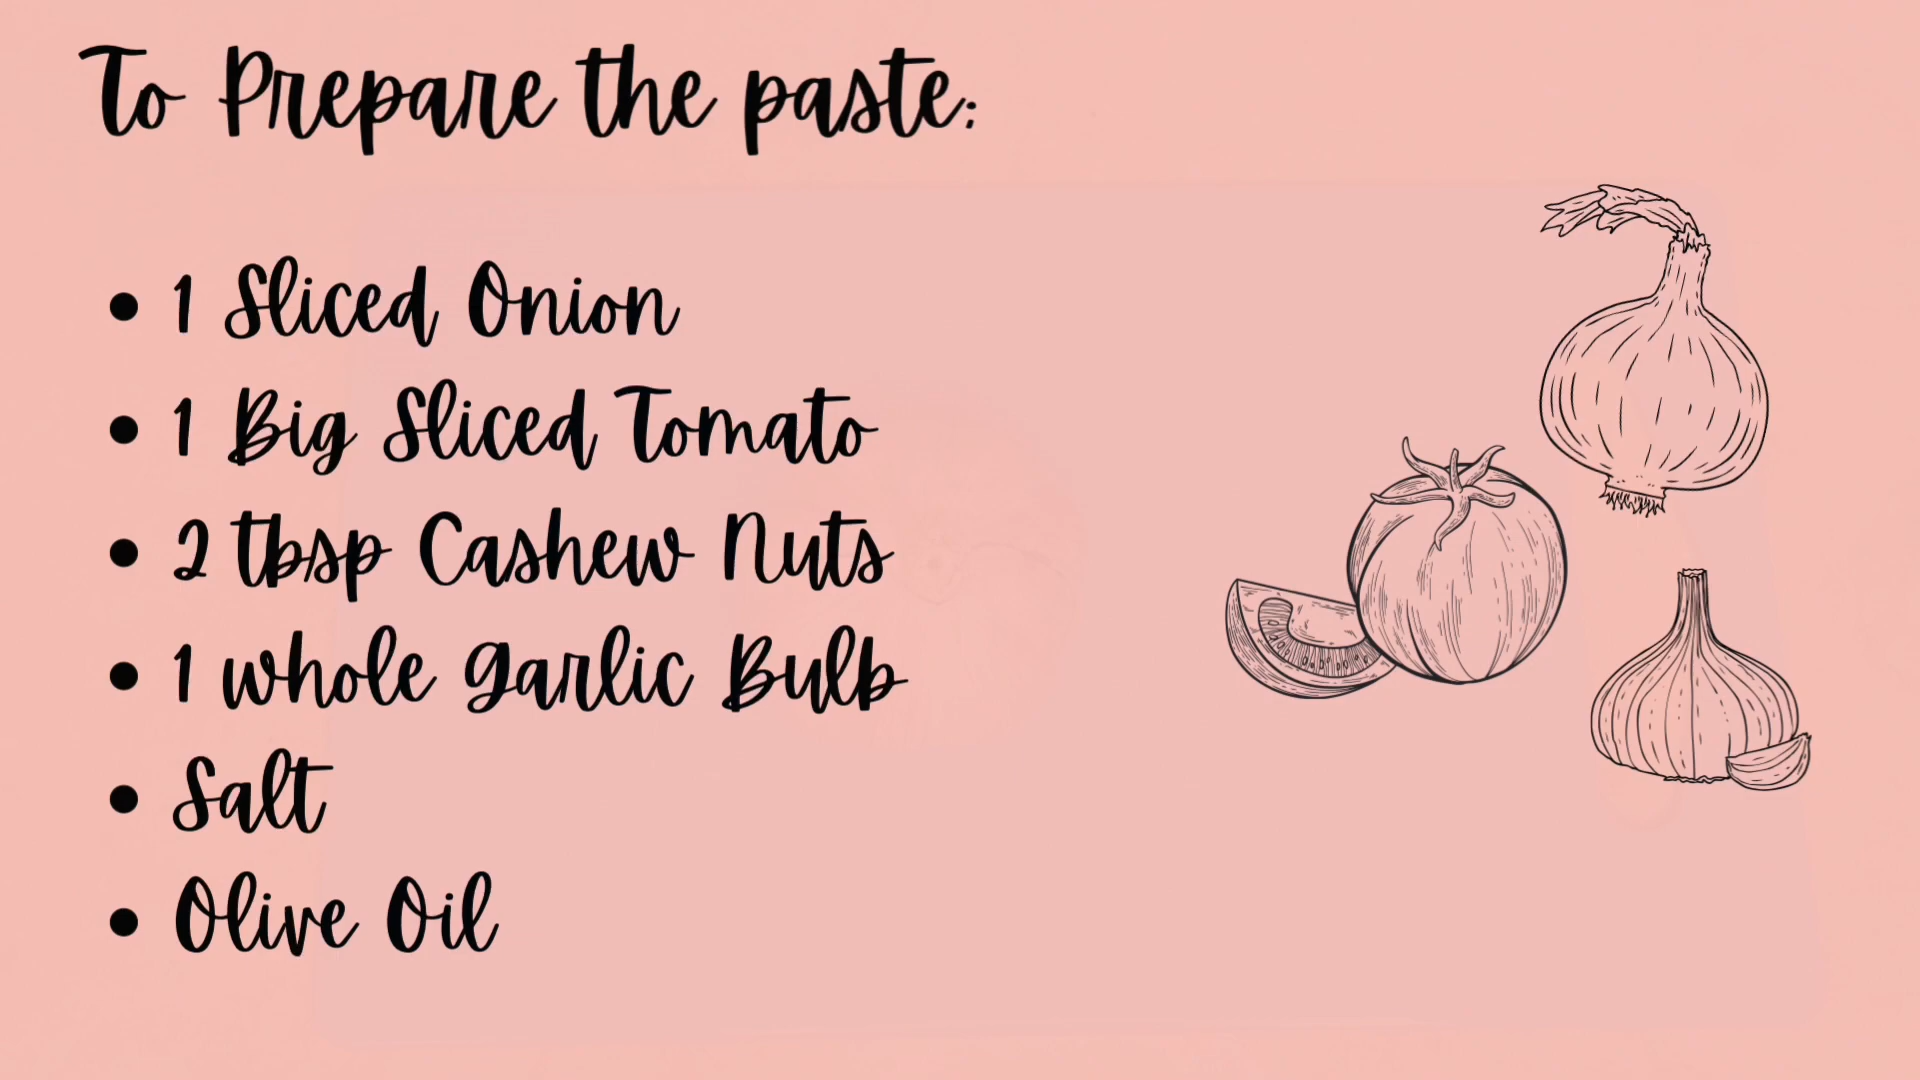 To Prepare the paste:
• 1 Sliced Onion
• 1 Big Sliced Tomato
• 2 tbsp Cashew Nuts
• 1 whole Garlic Bulb
• Salt
• Olive Oil